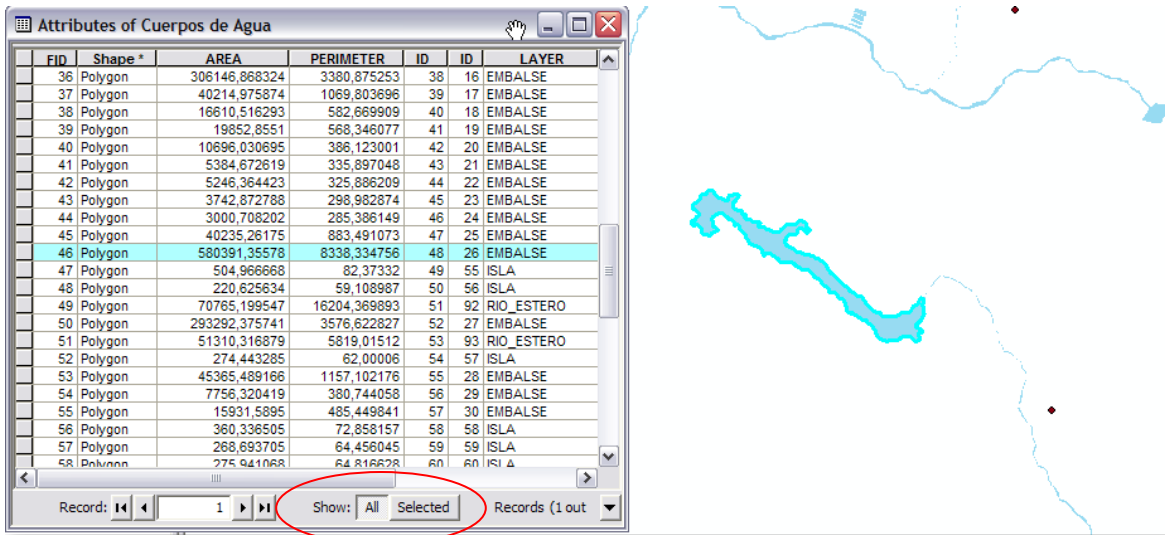 Attributes of Cuerpos de Agua
FID Shape * AREA PERIMETER ID ID LAYER
36 Polygon 306146,868324 3380,875253 38 16 EMBALSE
37 Polygon 40214,975874 1069,803696 39 17 EMBALSE
38 Polygon 16610,516293 582,669909 40 18 EMBALSE
39 Polygon 19852,8551 568,346077 41 19 EMBALSE
40 Polygon 10696,030695 386,123001 42 20 EMBALSE
41 Polygon 5384,672619 335,897048 43 21 EMBALSE
42 Polygon 5246,364423 325,886209 44 22 EMBALSE
43 Polygon 3742,872788 298,982874 45 23 EMBALSE
44 Polygon 3000,708202 285,386149 46 24 EMBALSE
45 Polygon 40235,26175 883,491073 47 25 EMBALSE
46 Polygon 580391,35578 8338,334756 48 26 EMBALSE
47 Polygon 504,966668 82,37332 49 55 ISLA
48 Polygon 220,625634 59,108987 50 56 ISLA
49 Polygon 70765,199547 16204,369893 51 92 RIO_ESTERO
50 Polygon 293292,375741 3576,622827 52 27 EMBALSE
51 Polygon 51310,316879 5819,01512 53 93 RIO_ESTERO
52 Polygon 274,443285 62,00006 54 57 ISLA
53 Polygon 45365,489166 1157,102176 55 28 EMBALSE
54 Polygon 7756,320419 380,744058 56 29 EMBALSE
55 Polygon 15931,5895 485,449841 57 30 EMBALSE
56 Polygon 360,336505 72,858157 58 58 ISLA
57 Polygon 268,693705 64,456045 59 59 ISLA
58 Polygon 275,941068 64,816628 60 60 ISLA
Record: 1 Show: All Selected Records (1 out